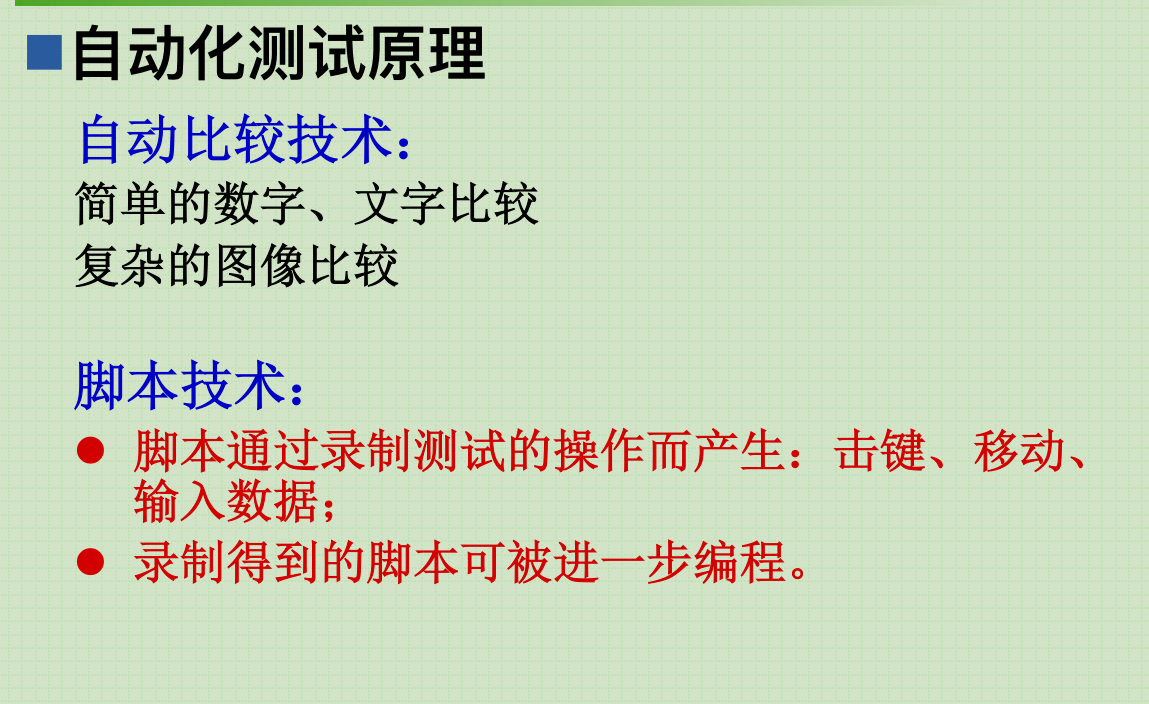 自动化测试原理
自动比较技术：
简单的数字、文字比较
复杂的图像比较
脚本技术：
脚本通过录制测试的操作而产生：击键、移动、
输入数据；
录制得到的脚本可被进一步编程。